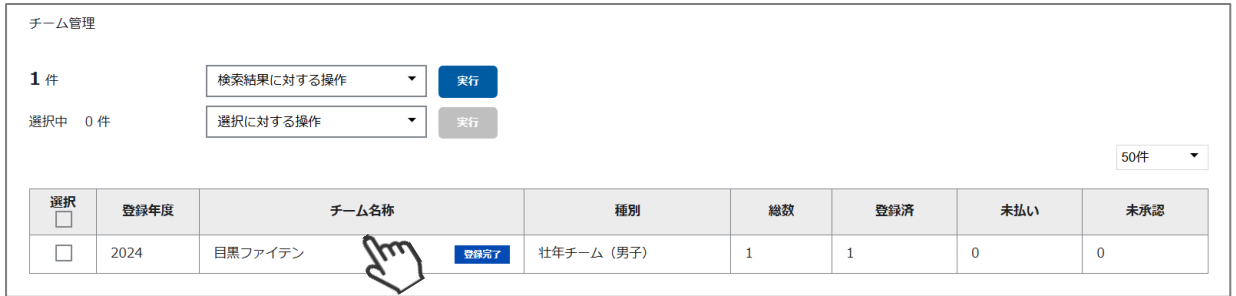 チーム管理
1 件 検索結果に対する操作 実行
選択中 0 件 選択に対する操作 実行
50件
選択 登録年度 チーム名称 種別 総数 登録済 未払い 未承認
2024 目黒ファイテン 登録完了 壮年チーム（男子） 1 1 0 0